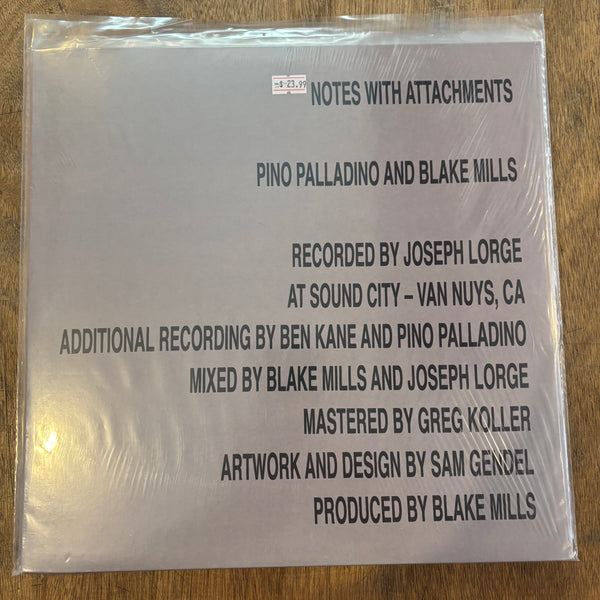 -$ 23.99
NOTES WITH ATTACHMENTS
PINO PALLADINO AND BLAKE MILLS
RECORDED BY JOSEPH LORGE
AT SOUND CITY – VAN NUYS, CA
ADDITIONAL RECORDING BY BEN KANE AND PINO PALLADINO
MIXED BY BLAKE MILLS AND JOSEPH LORGE
MASTERED BY GREG KOLLER
ARTWORK AND DESIGN BY SAM GENDEL
PRODUCED BY BLAKE MILLS